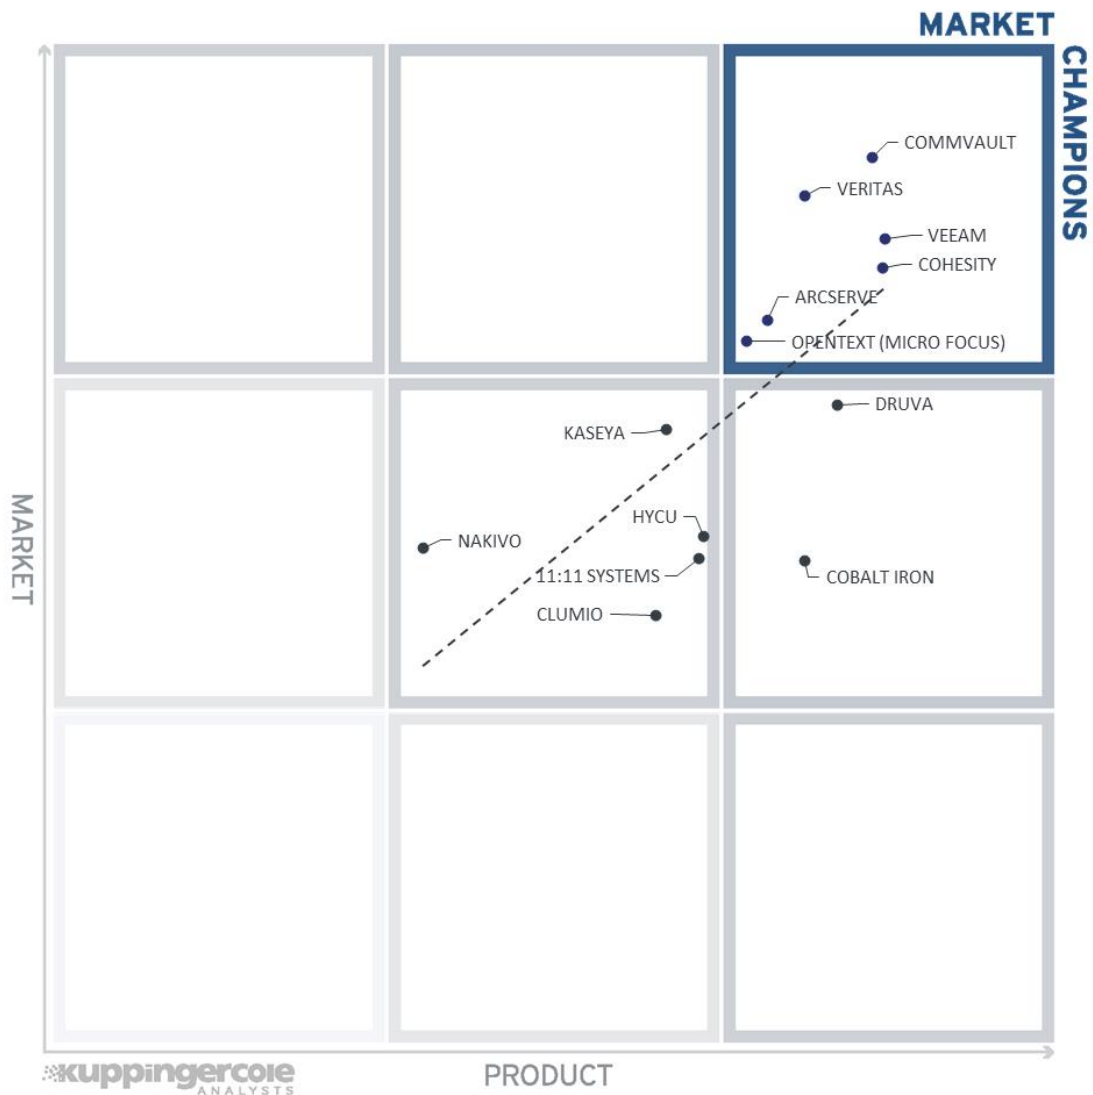 MARKET
CHAMPIONS
COMMVAULT
VERITAS
VEEAM
COHESITY
ARCSERVE
OPENTEXT (MICRO FOCUS)
DRUVA
KASEYA
HYCU
NAKIVO
11:11 SYSTEMS
COBALT IRON
CLUMIO
MARKET
PRODUCT
kuppingercole
ANALYSTS